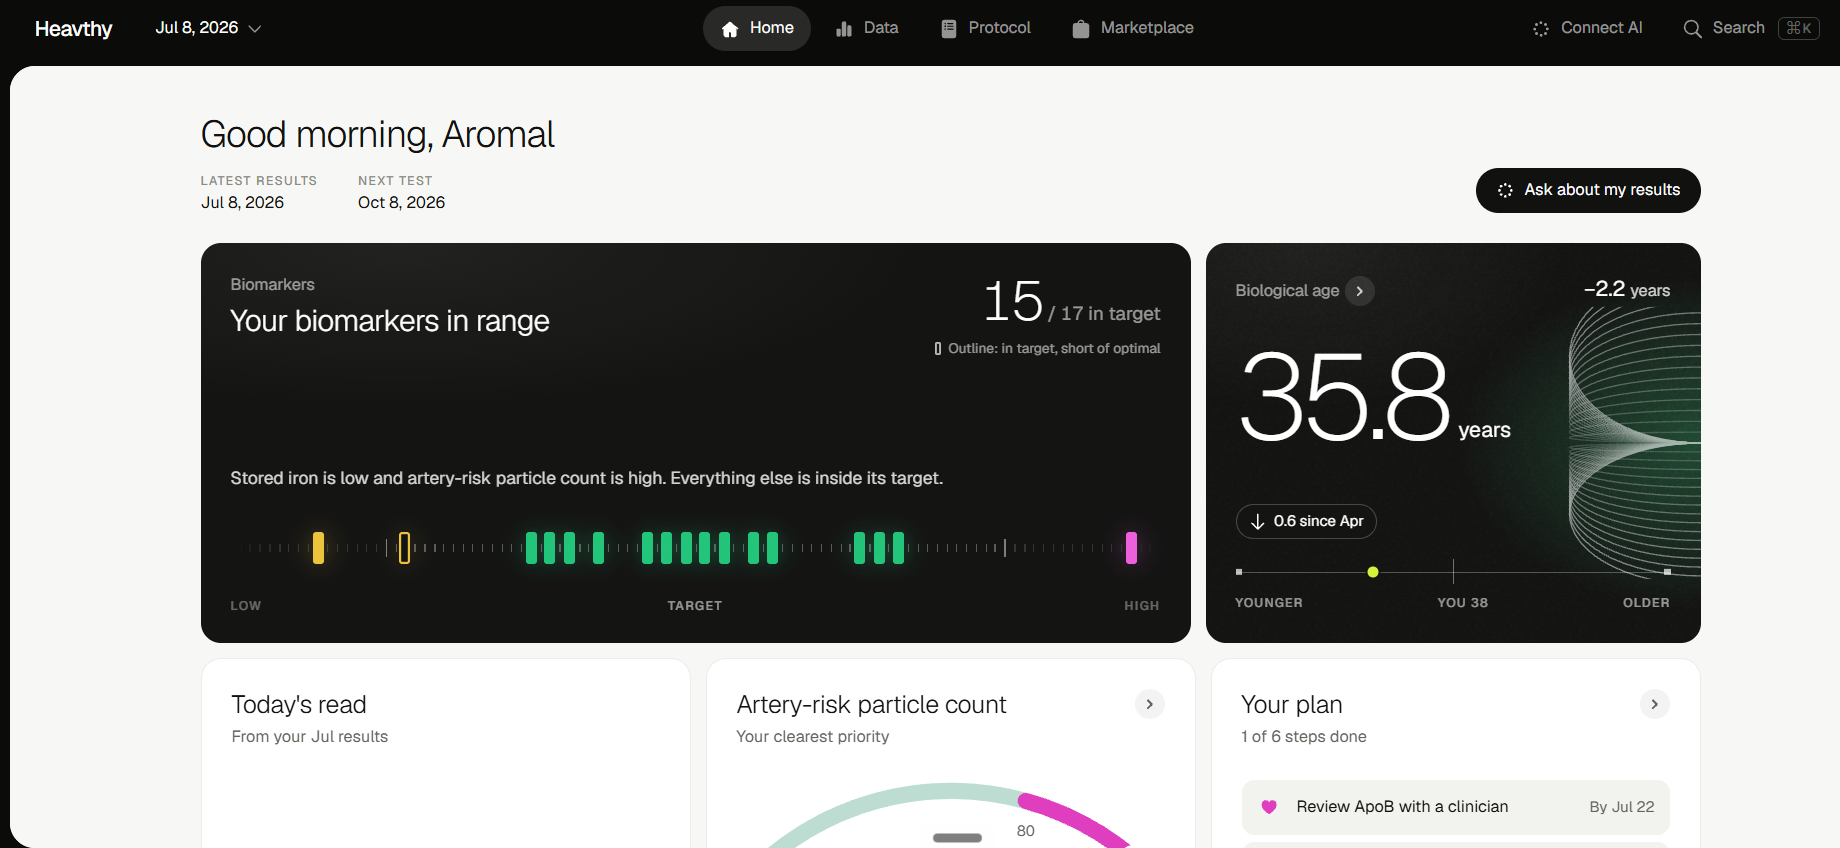 Heavthy
Jul 8, 2026
Home
Data
Protocol
Marketplace
Connect AI
Search
⌘K
Good morning, Aromal
LATEST RESULTS
Jul 8, 2026
NEXT TEST
Oct 8, 2026
Ask about my results
Biomarkers
Your biomarkers in range
15 / 17 in target
Outline: in target, short of optimal
Stored iron is low and artery-risk particle count is high. Everything else is inside its target.
LOW
TARGET
HIGH
Biological age
−2.2 years
35.8 years
0.6 since Apr
YOUNGER
YOU 38
OLDER
Today's read
From your Jul results
Artery-risk particle count
Your clearest priority
80
Your plan
1 of 6 steps done
Review ApoB with a clinician
By Jul 22